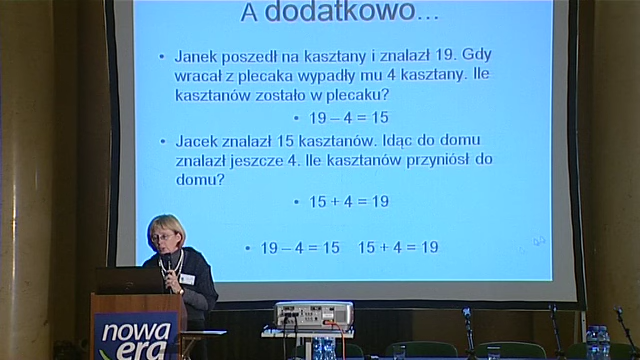 A dodatkowo...
• Janek poszedł na kasztany i znalazł 19. Gdy
wracał z plecaka wypadły mu 4 kasztany. Ile
kasztanów zostało w plecaku?
• 19 – 4 = 15
• Jacek znalazł 15 kasztanów. Idąc do domu
znalazł jeszcze 4. Ile kasztanów przyniósł do
domu?
• 15 + 4 = 19
• 19 – 4 = 15 15 + 4 = 19
nowa
era